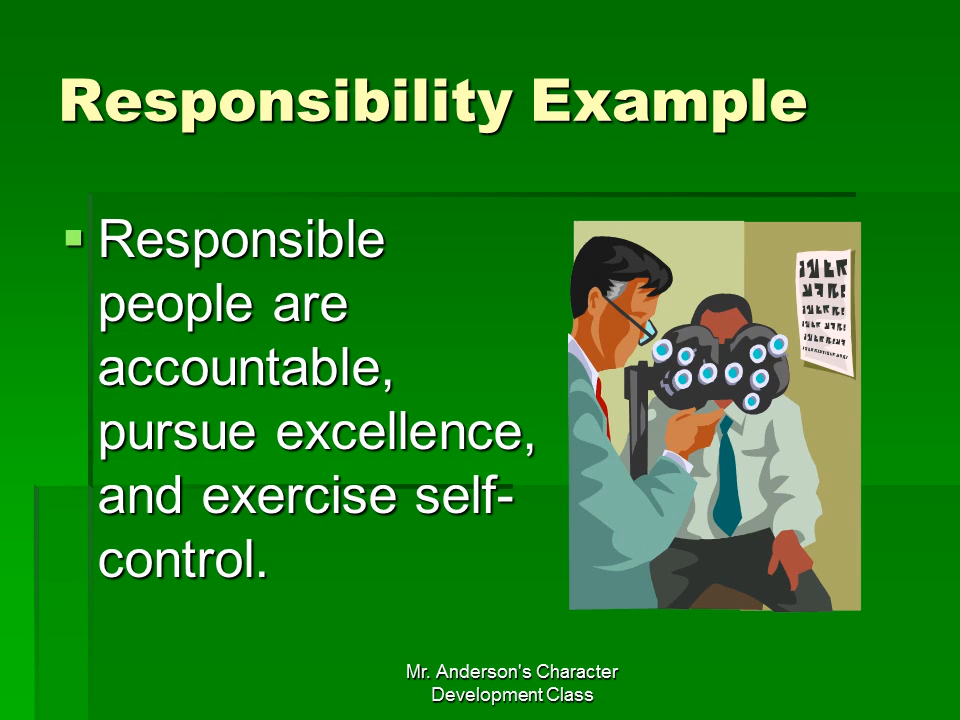 Responsibility Example
▪ Responsible
people are
accountable,
pursue excellence,
and exercise self-
control.
Mr. Anderson's Character
Development Class